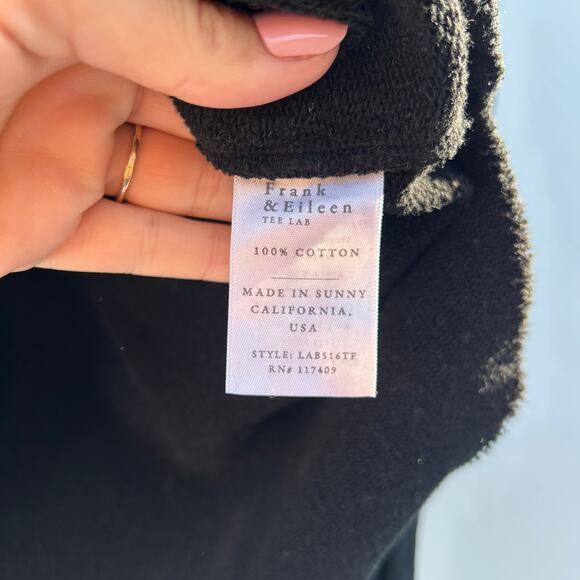 Frank
& Eileen
TEE LAB
100% COTTON
MADE IN SUNNY
CALIFORNIA,
USA
STYLE: LAB516TF
RN# 117409